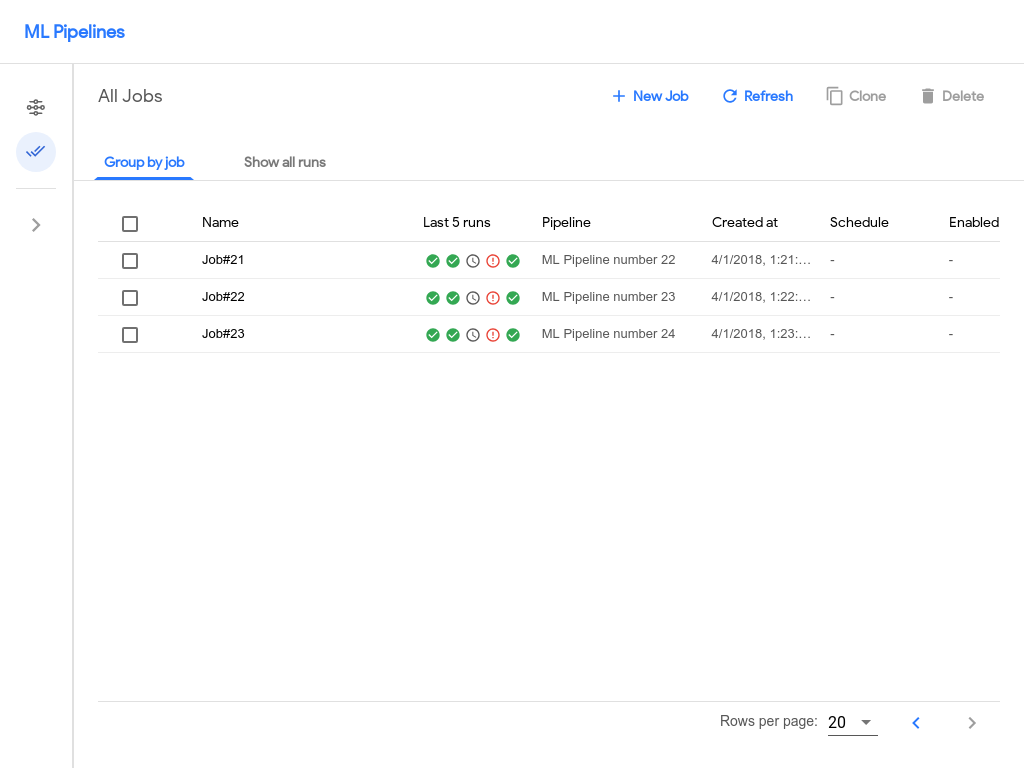 ML Pipelines
All Jobs
New Job
Refresh
Clone
Delete
Group by job
Show all runs
Name Last 5 runs Pipeline Created at Schedule Enabled
Job#21 ML Pipeline number 22 4/1/2018, 1:21:... - -
Job#22 ML Pipeline number 23 4/1/2018, 1:22:... - -
Job#23 ML Pipeline number 24 4/1/2018, 1:23:... - -
Rows per page: 20